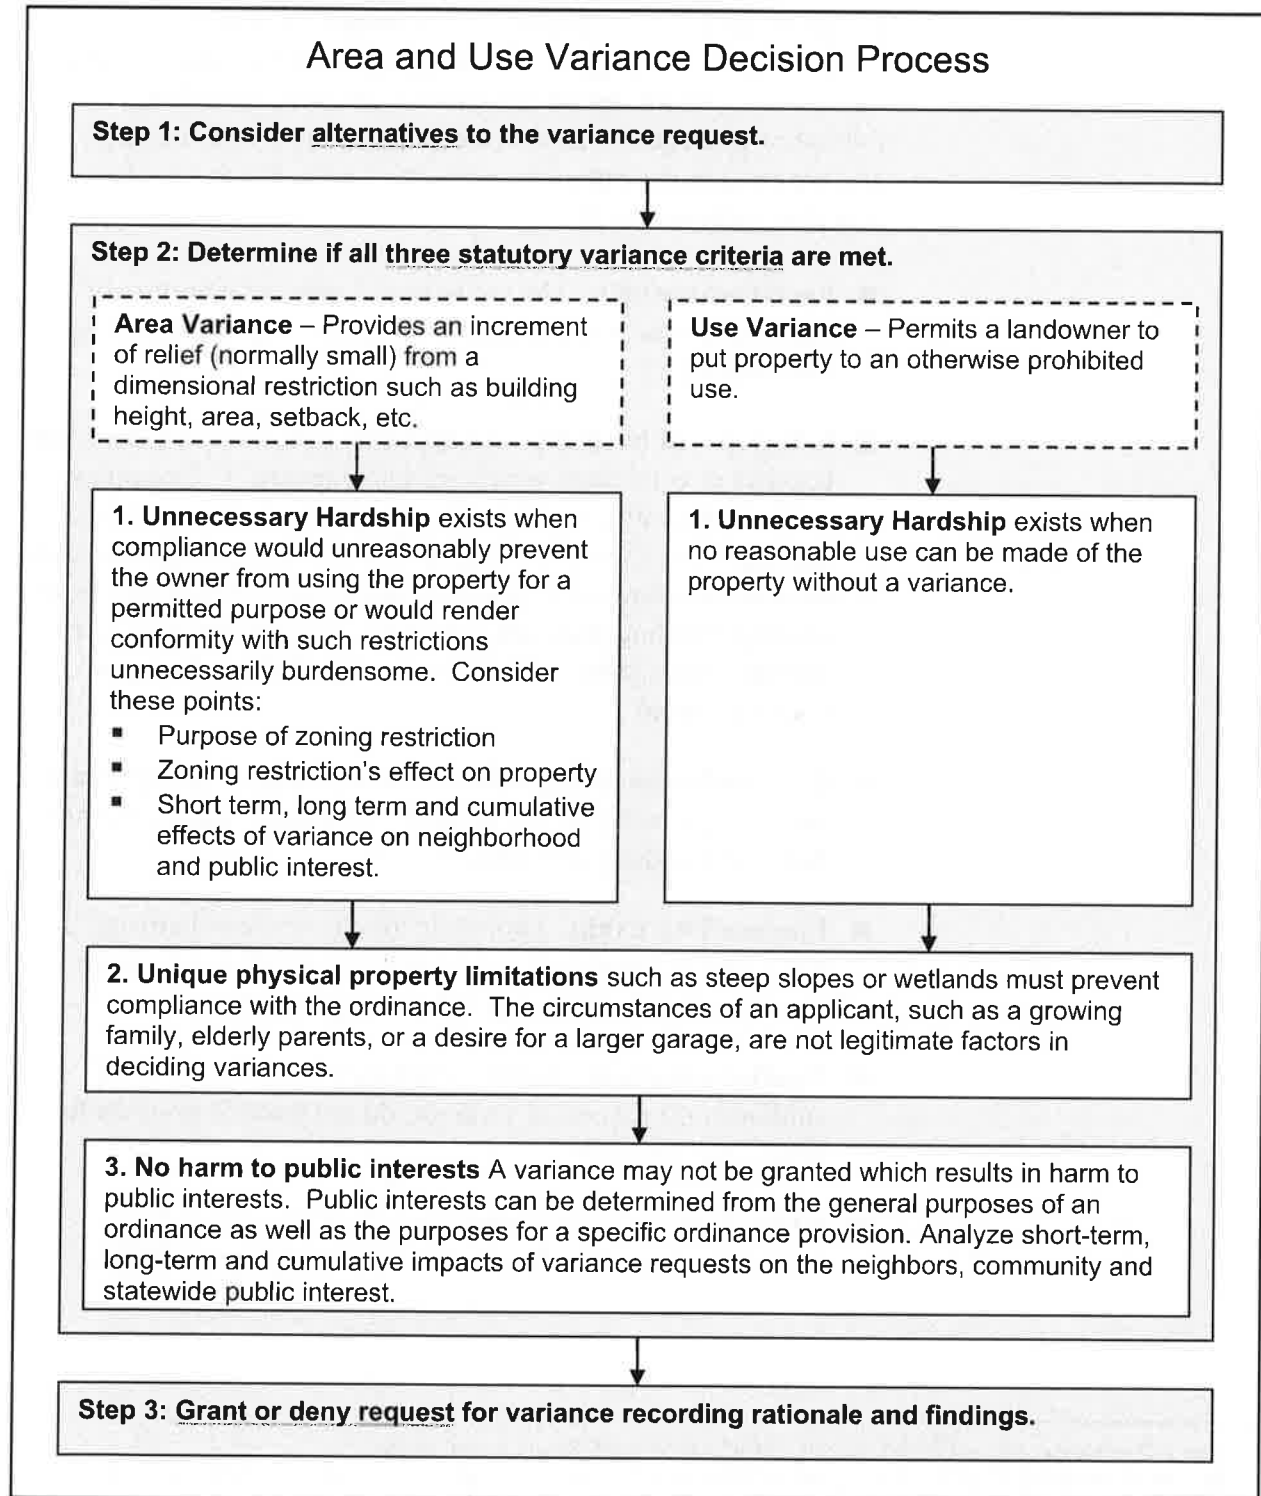 Area and Use Variance Decision Process
Step 1: Consider alternatives to the variance request.
Step 2: Determine if all three statutory variance criteria are met.
Area Variance – Provides an increment
of relief (normally small) from a
dimensional restriction such as building
height, area, setback, etc.
Use Variance – Permits a landowner to
put property to an otherwise prohibited
use.
1. Unnecessary Hardship exists when
compliance would unreasonably prevent
the owner from using the property for a
permitted purpose or would render
conformity with such restrictions
unnecessarily burdensome.  Consider
these points:
▪ Purpose of zoning restriction
▪ Zoning restriction's effect on property
▪ Short term, long term and cumulative
effects of variance on neighborhood
and public interest.
1. Unnecessary Hardship exists when
no reasonable use can be made of the
property without a variance.
2. Unique physical property limitations such as steep slopes or wetlands must prevent
compliance with the ordinance.  The circumstances of an applicant, such as a growing
family, elderly parents, or a desire for a larger garage, are not legitimate factors in
deciding variances.
3. No harm to public interests A variance may not be granted which results in harm to
public interests.  Public interests can be determined from the general purposes of an
ordinance as well as the purposes for a specific ordinance provision. Analyze short-term,
long-term and cumulative impacts of variance requests on the neighbors, community and
statewide public interest.
Step 3: Grant or deny request for variance recording rationale and findings.